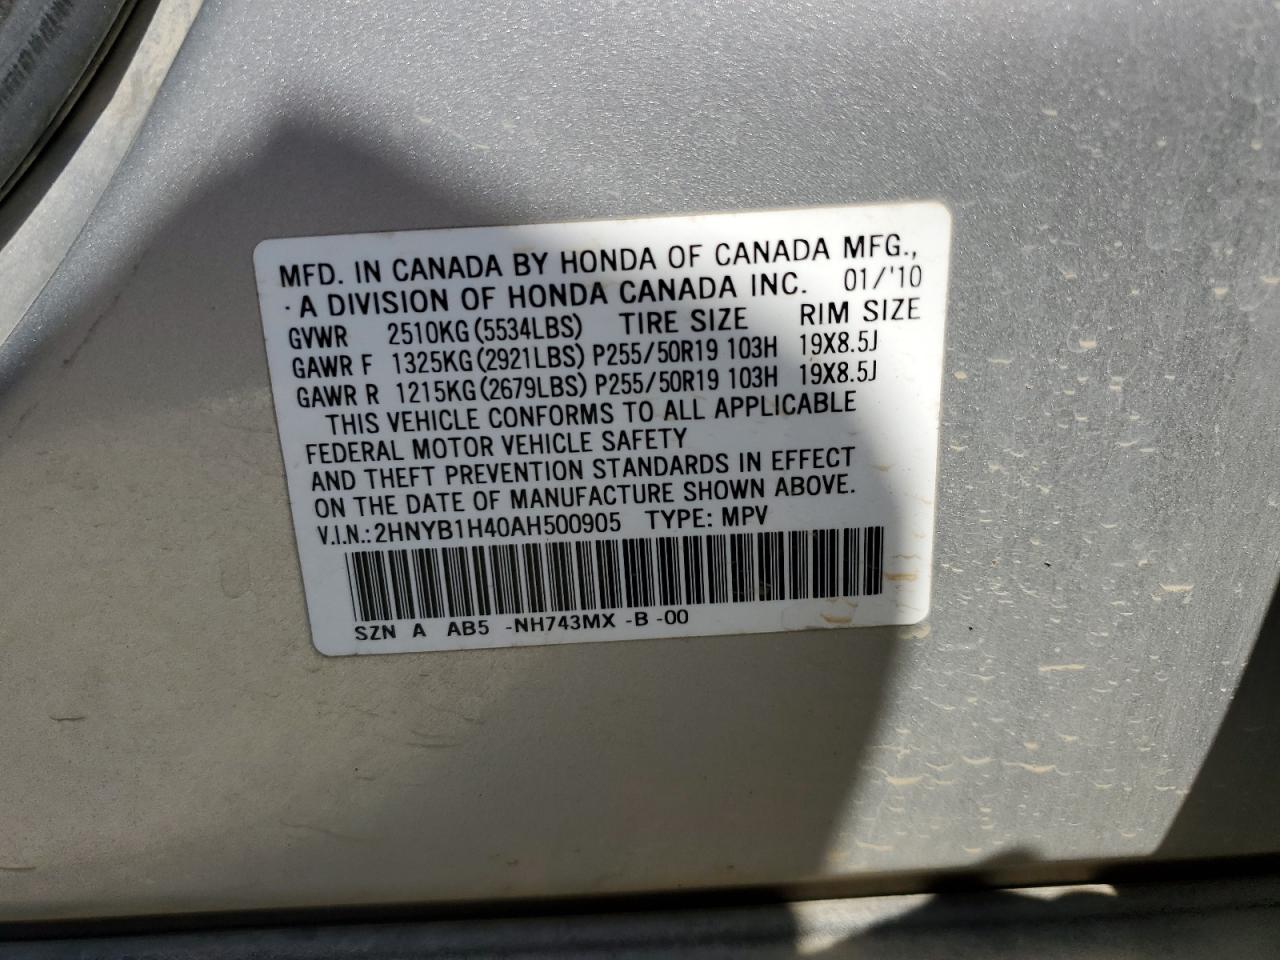 MFD. IN CANADA BY HONDA OF CANADA MFG.,
·A DIVISION OF HONDA CANADA INC. 01/'10
GVWR 2510KG(5534LBS) TIRE SIZE RIM SIZE
GAWR F 1325KG(2921LBS) P255/50R19 103H 19X8.5J
GAWR R 1215KG(2679LBS) P255/50R19 103H 19X8.5J
THIS VEHICLE CONFORMS TO ALL APPLICABLE
FEDERAL MOTOR VEHICLE SAFETY
AND THEFT PREVENTION STANDARDS IN EFFECT
ON THE DATE OF MANUFACTURE SHOWN ABOVE.
V.I.N.:2HNYB1H40AH500905 TYPE: MPV
SZN A AB5 -NH743MX -B -00